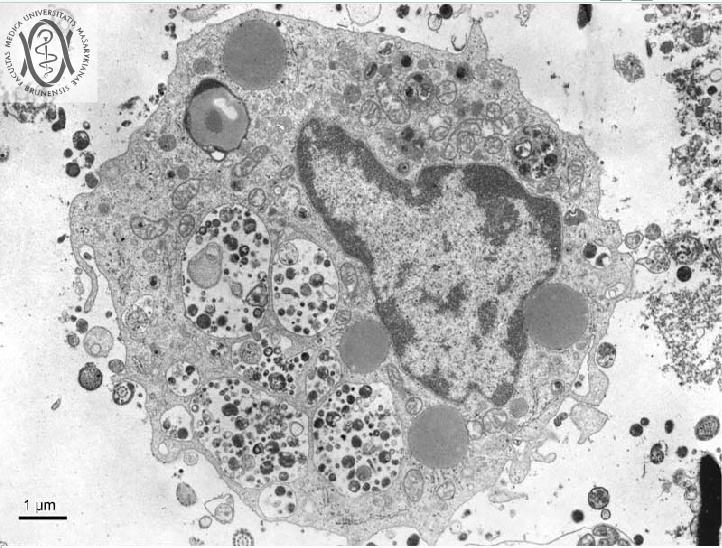 FACULTAS MEDICA UNIVERSITATIS MASARYKIANAE BRUNENSIS
1 µm